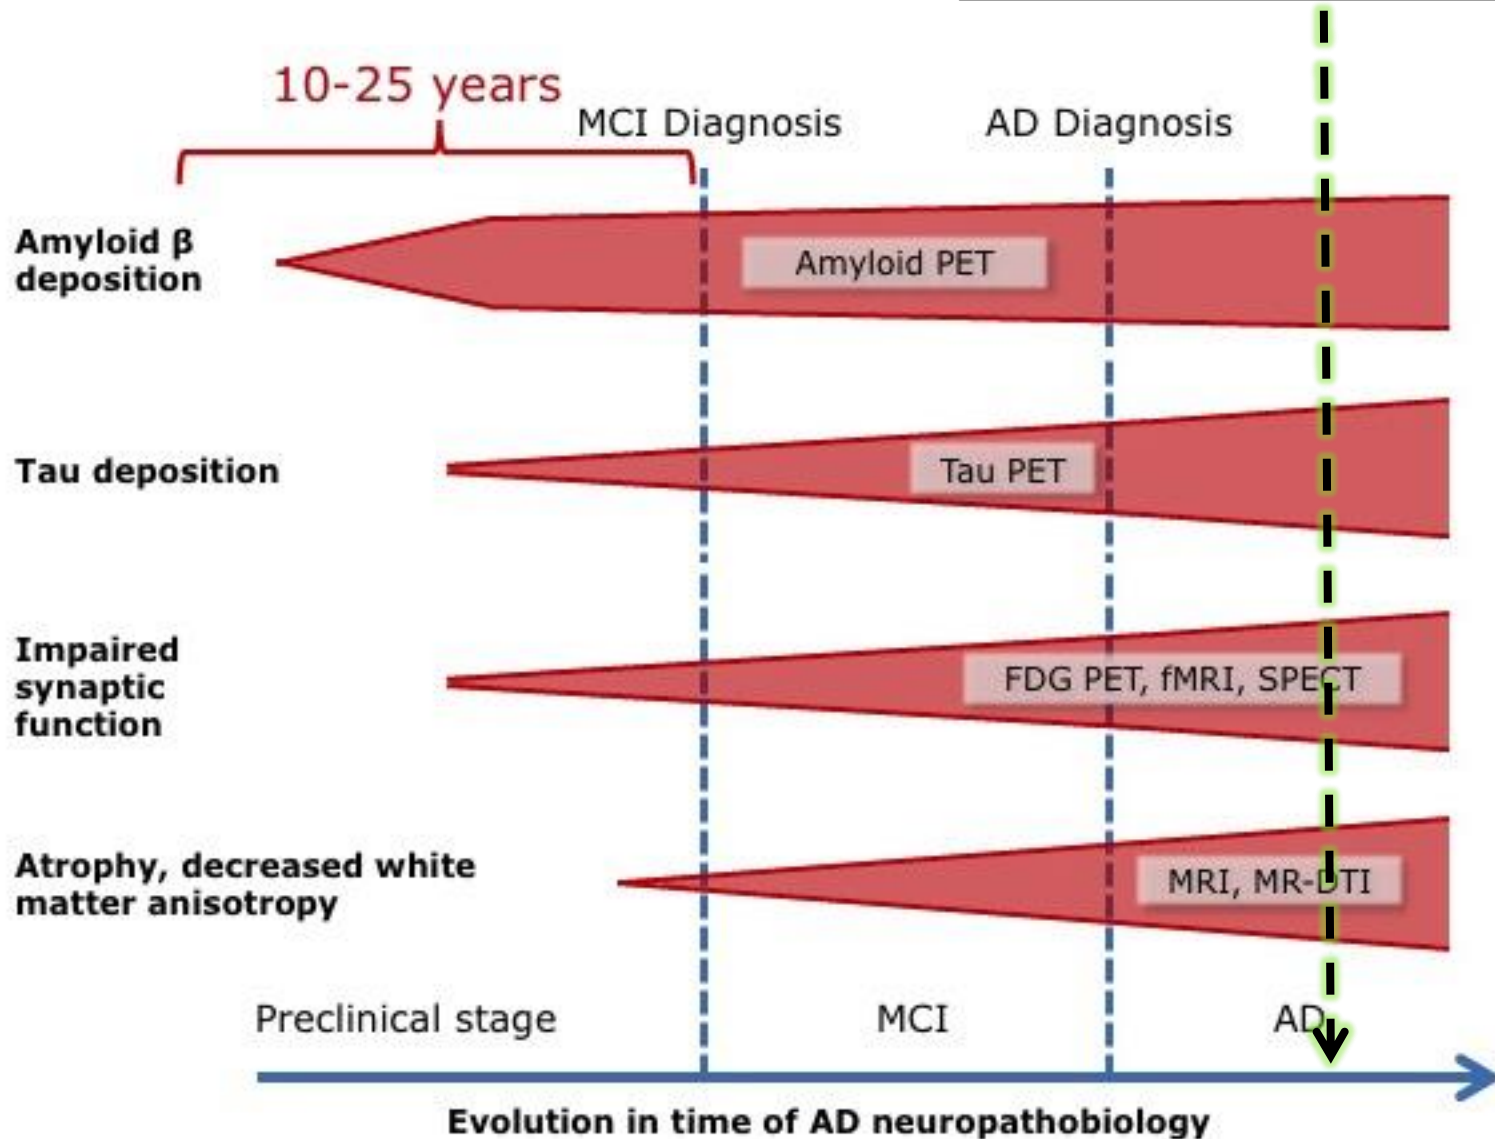 10-25 years
MCI Diagnosis
AD Diagnosis
Amyloid β
deposition
Amyloid PET
Tau deposition
Tau PET
Impaired
synaptic
function
FDG PET, fMRI, SPECT
Atrophy, decreased white
matter anisotropy
MRI, MR-DTI
Preclinical stage
MCI
AD
Evolution in time of AD neuropathobiology